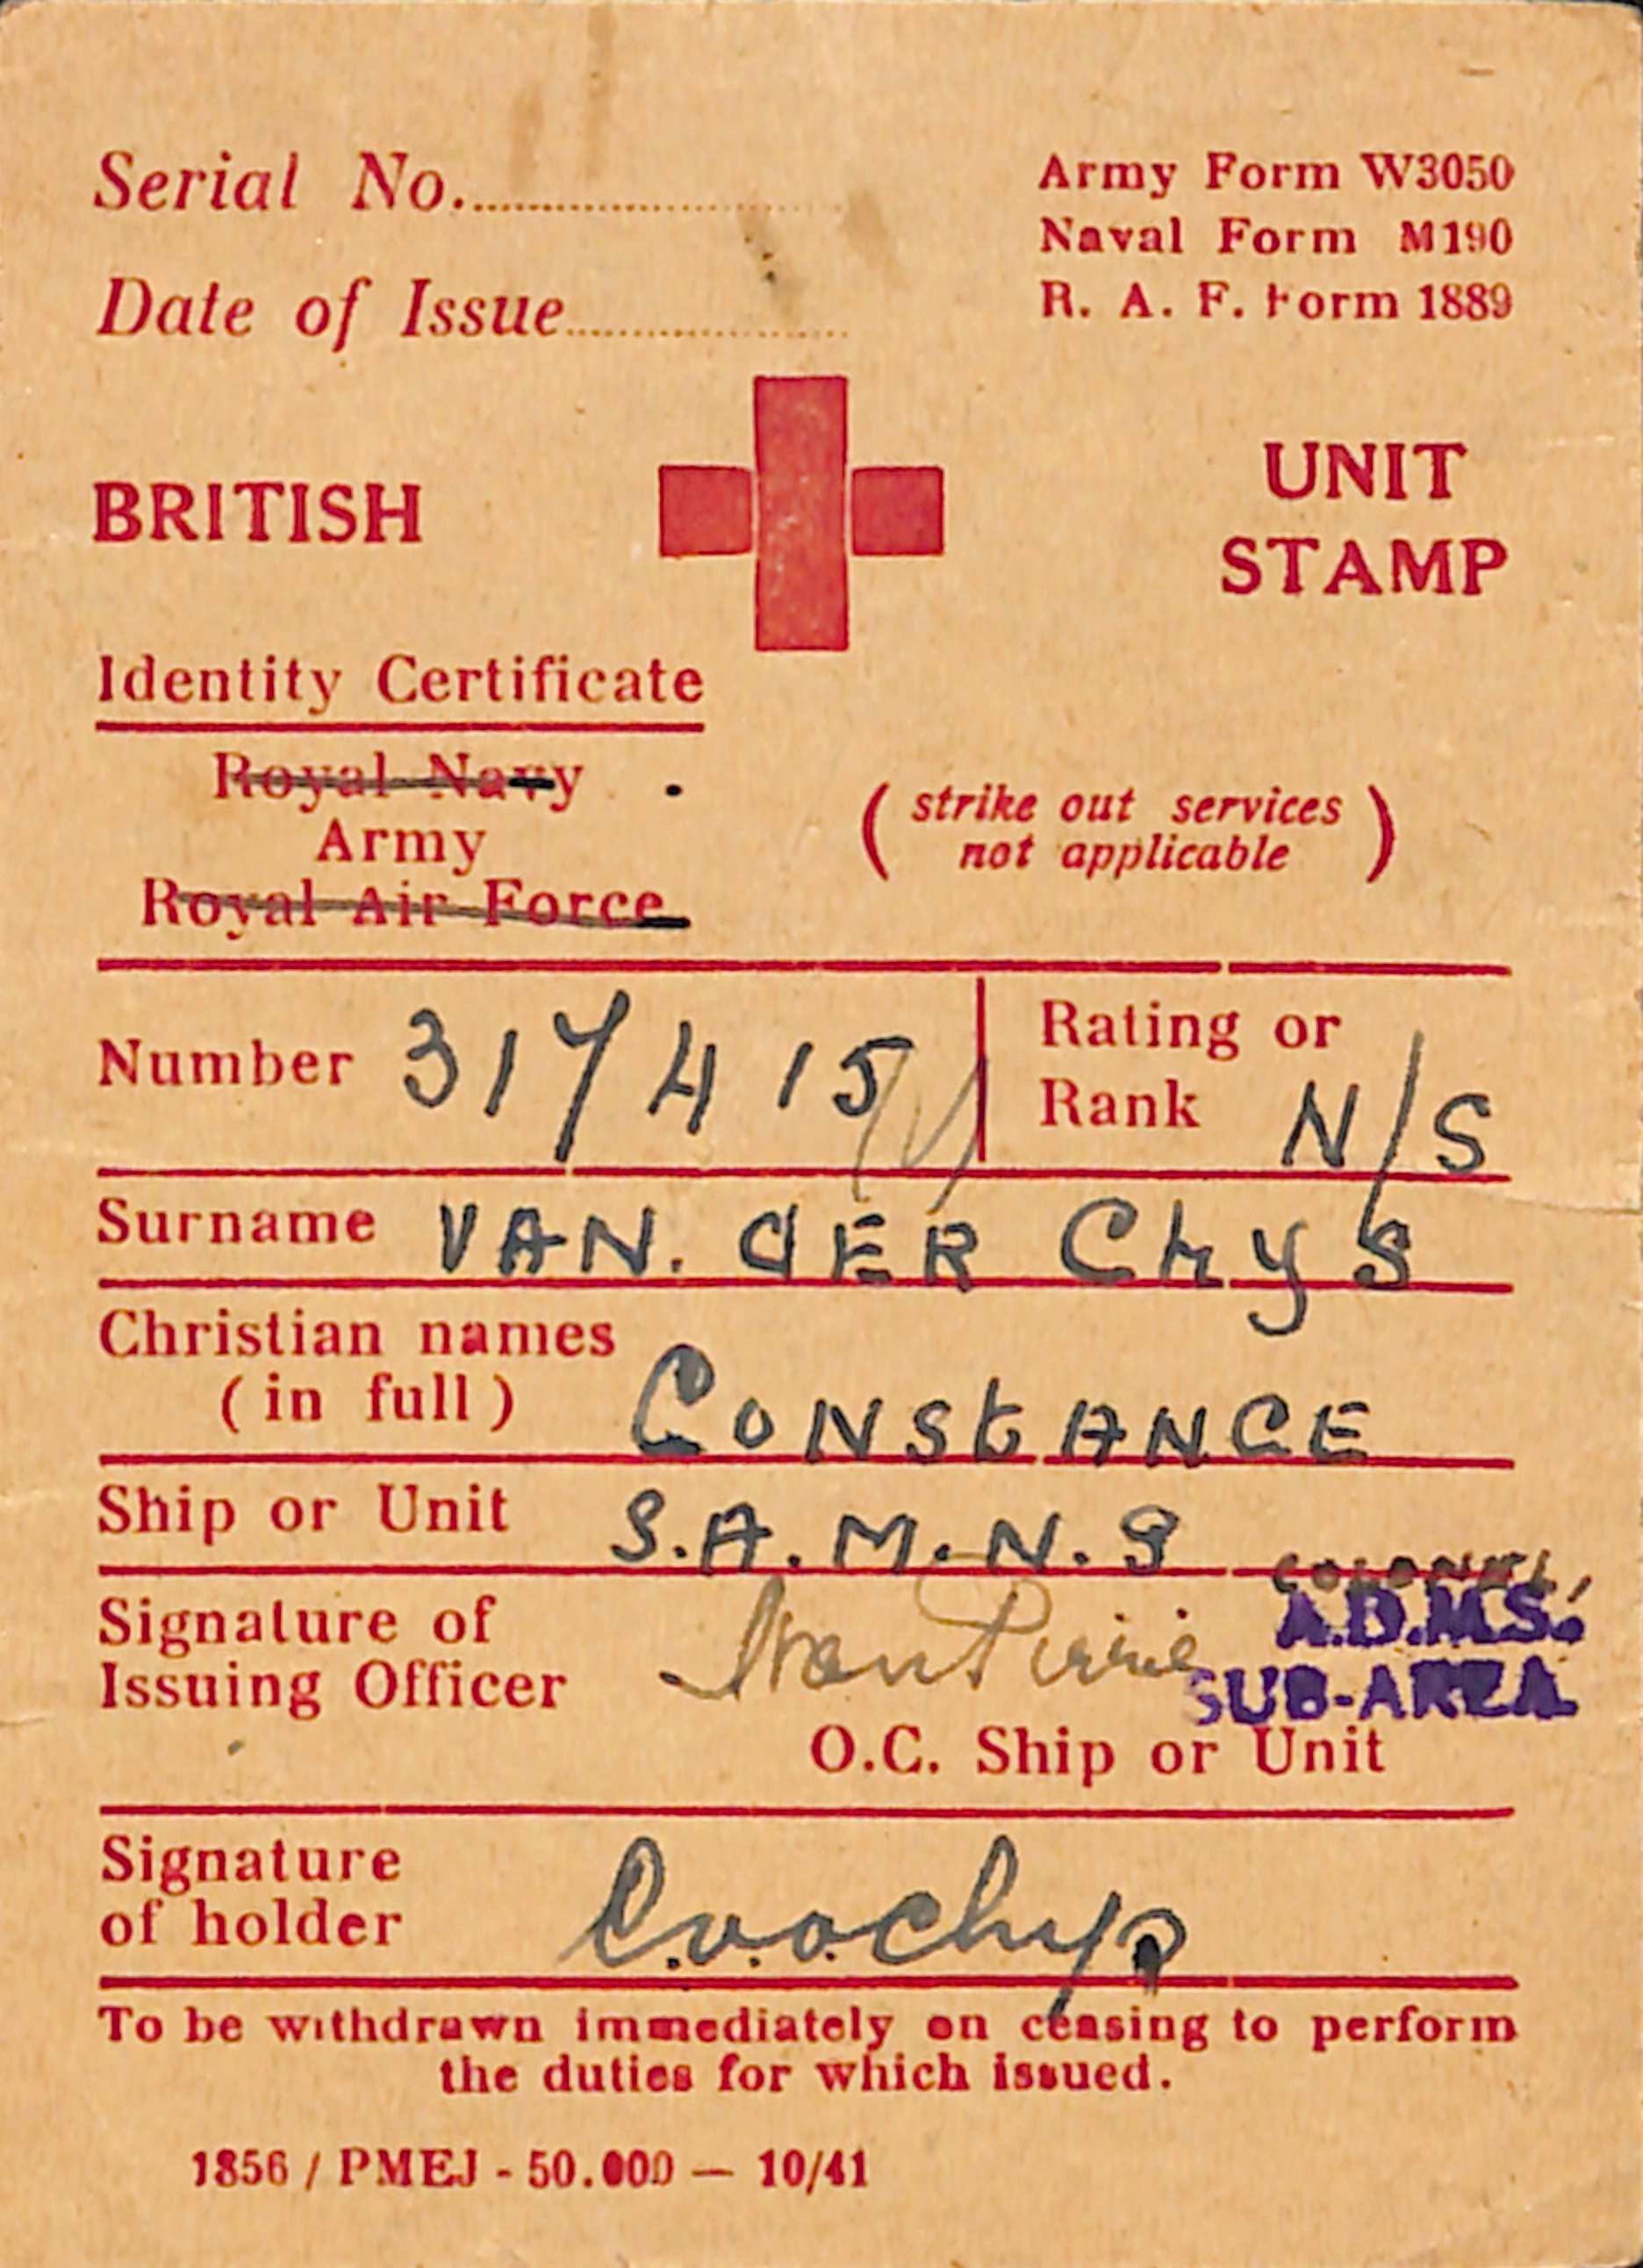 Serial No.
Army Form W3050
Naval Form M190
Date of Issue
R. A. F. Form 1889
BRITISH
UNIT
STAMP
Identity Certificate
Royal Navy
Army
Royal Air Force
( strike out services
not applicable )
Number 317415
Rating or
Rank N/S
Surname VAN. dER ChyS
Christian names
(in full) CONStANCE
Ship or Unit S.A.M.N.S
Signature of
Issuing Officer
COLONEL,
A.D.M.S.
SUB-AREA
O.C. Ship or Unit
Signature
of holder C.v.d.chys
To be withdrawn immediately on ceasing to perform
the duties for which issued.
1856 / PMEJ - 50.000 — 10/41